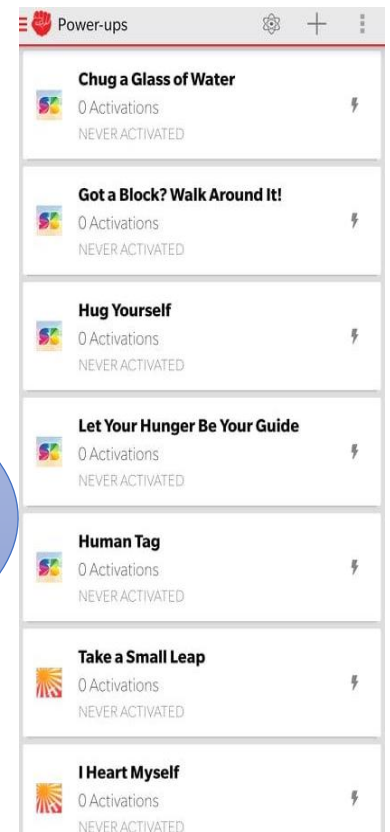 Power-ups
Chug a Glass of Water
0 Activations
NEVER ACTIVATED
Got a Block? Walk Around It!
0 Activations
NEVER ACTIVATED
Hug Yourself
0 Activations
NEVER ACTIVATED
Let Your Hunger Be Your Guide
0 Activations
NEVER ACTIVATED
Human Tag
0 Activations
NEVER ACTIVATED
Take a Small Leap
0 Activations
NEVER ACTIVATED
I Heart Myself
0 Activations
NEVER ACTIVATED